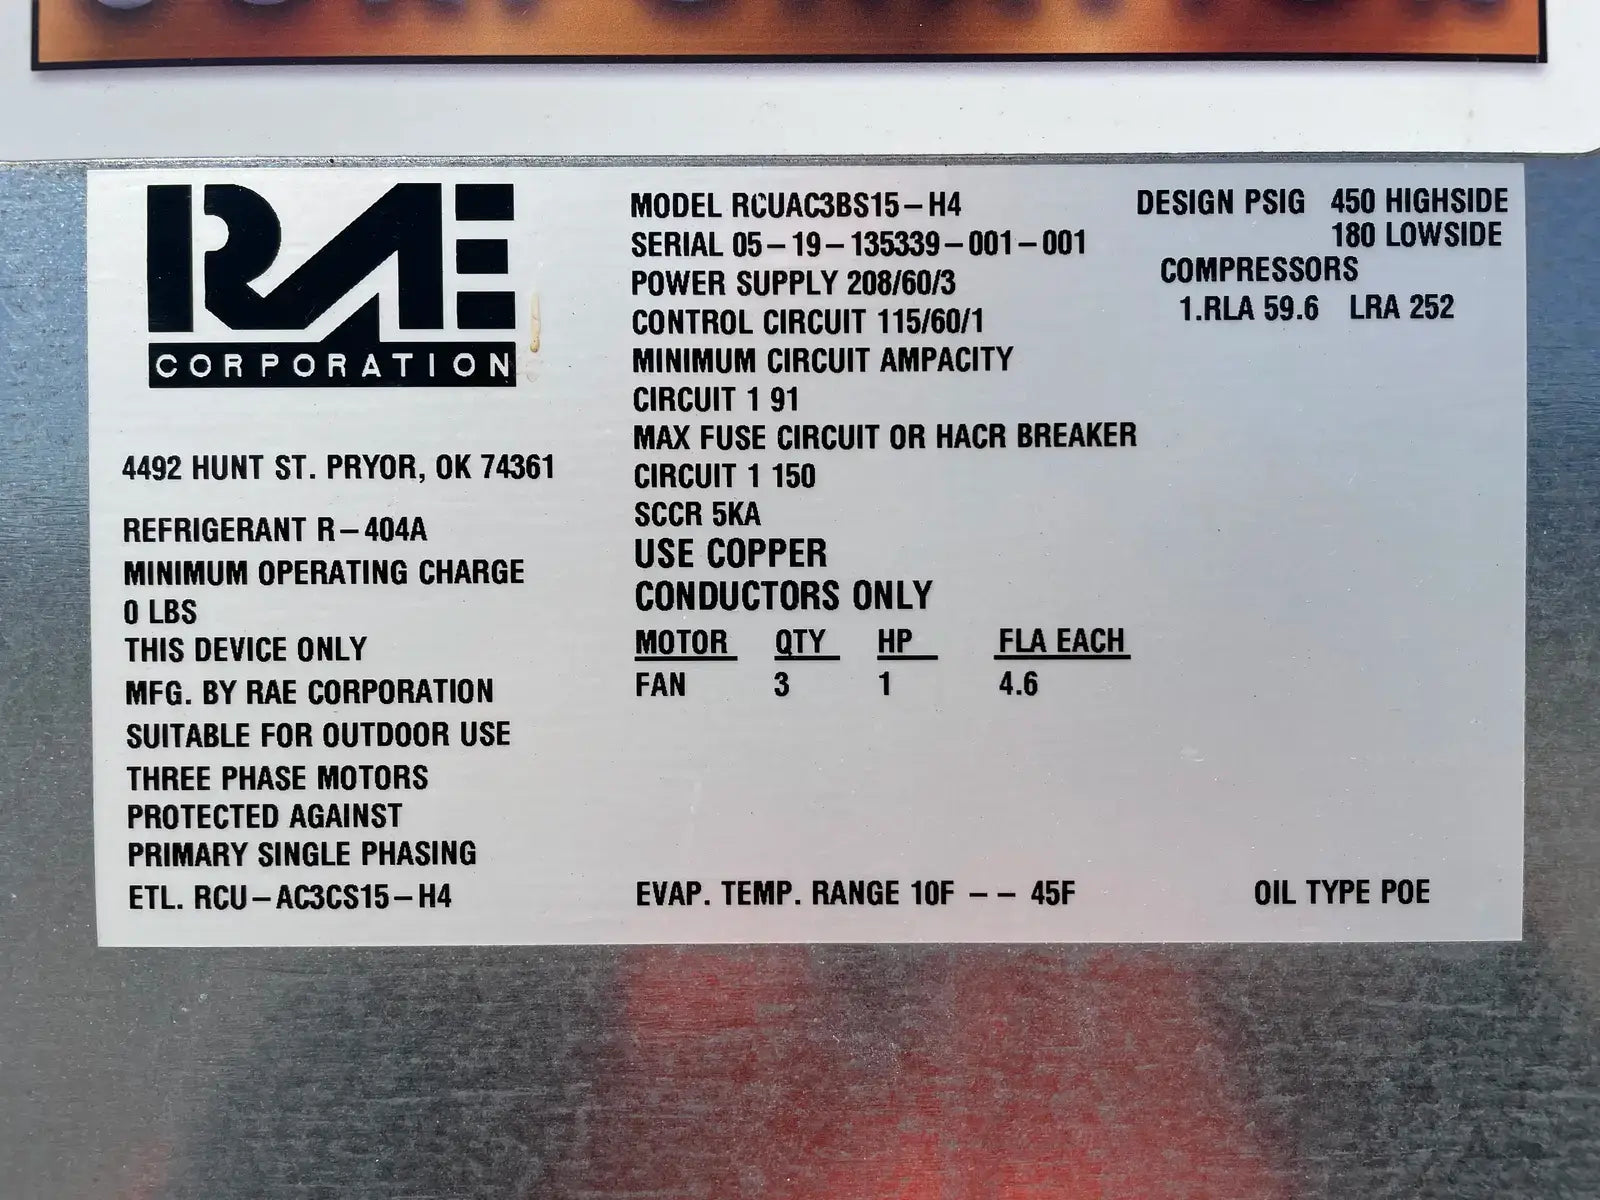 RAE
CORPORATION
4492 HUNT ST. PRYOR, OK 74361
REFRIGERANT R-404A
MINIMUM OPERATING CHARGE
0 LBS
THIS DEVICE ONLY
MFG. BY RAE CORPORATION
SUITABLE FOR OUTDOOR USE
THREE PHASE MOTORS
PROTECTED AGAINST
PRIMARY SINGLE PHASING
ETL. RCU-AC3CS15-H4
MODEL RCUAC3BS15-H4
SERIAL 05-19-135339-001-001
POWER SUPPLY 208/60/3
CONTROL CIRCUIT 115/60/1
MINIMUM CIRCUIT AMPACITY
CIRCUIT 1 91
MAX FUSE CIRCUIT OR HACR BREAKER
CIRCUIT 1 150
SCCR 5KA
USE COPPER
CONDUCTORS ONLY
MOTOR QTY HP FLA EACH
FAN 3 1 4.6
EVAP. TEMP. RANGE 10F -- 45F
DESIGN PSIG 450 HIGHSIDE
180 LOWSIDE
COMPRESSORS
1.RLA 59.6 LRA 252
OIL TYPE POE